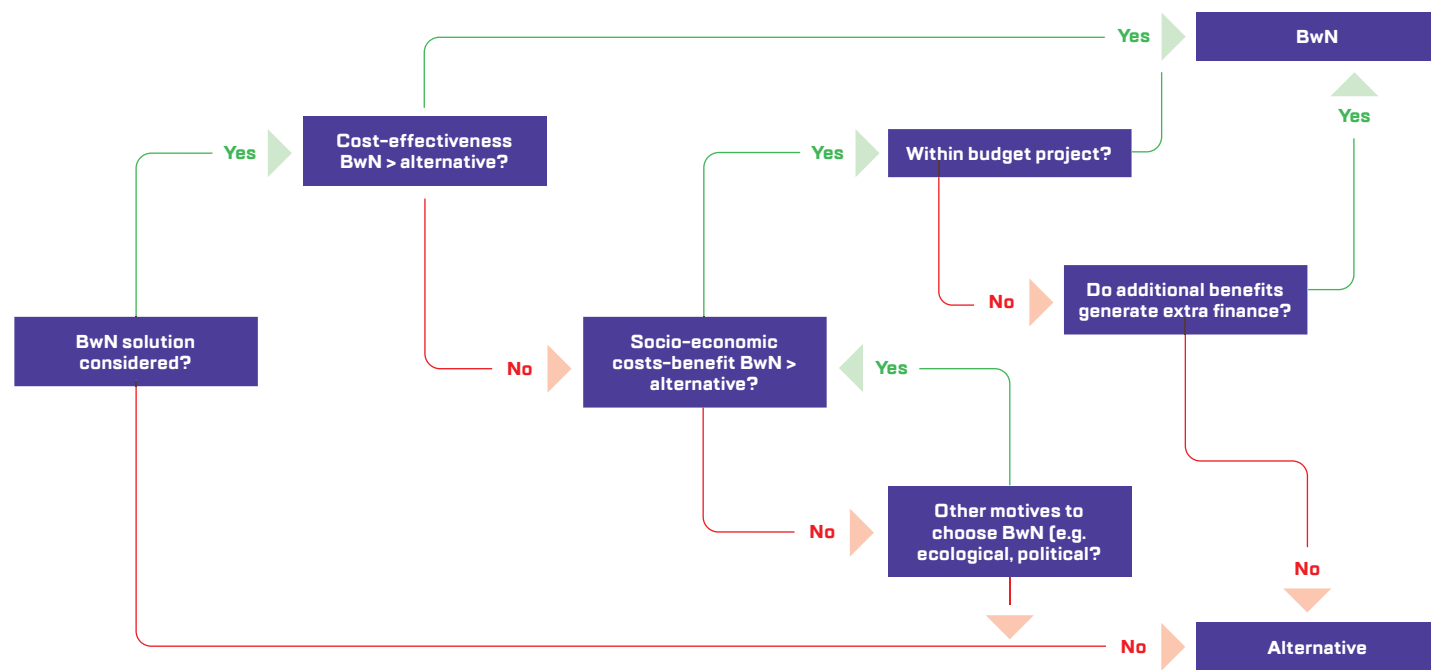 Yes
BwN
Yes
Yes
Cost-effectiveness
BwN > alternative?
Yes
Within budget project?
No
Do additional benefits
generate extra finance?
BwN solution
considered?
No
Socio-economic
costs-benefit BwN >
alternative?
Yes
No
Other motives to
choose BwN (e.g.
ecological, political?
No
No
Alternative